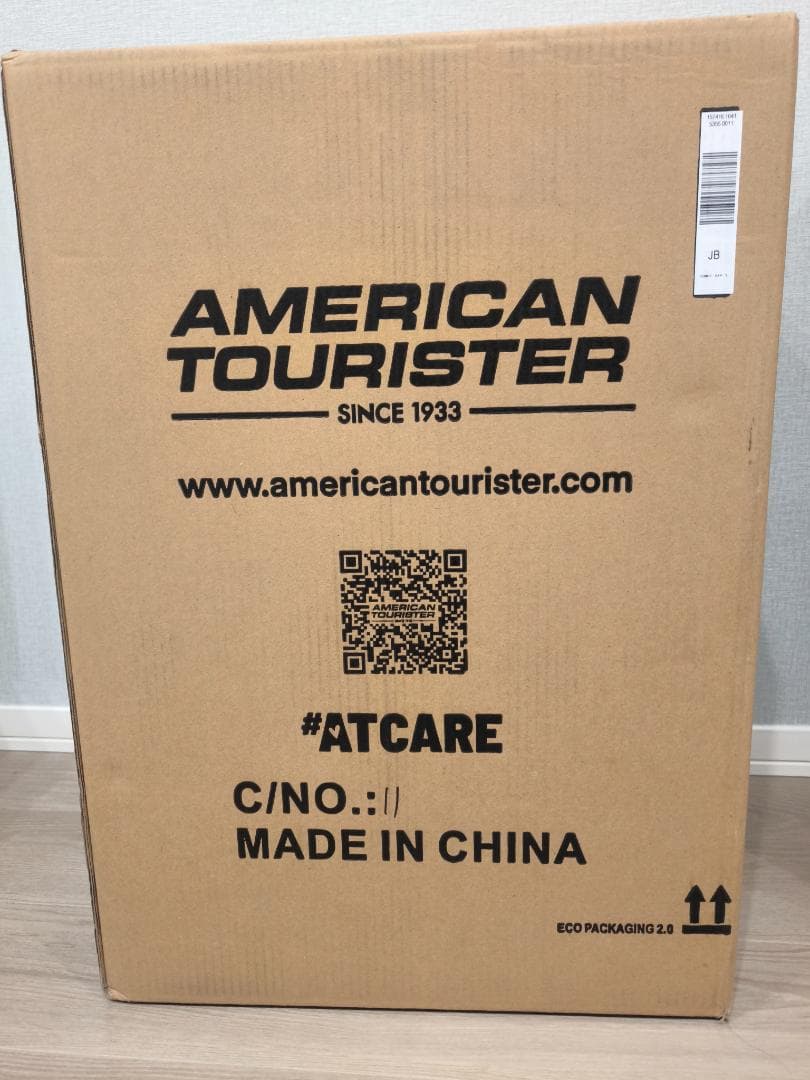 JB
AMERICAN
TOURISTER
SINCE 1933
www.americantourister.com
AMERICAN
TOURISTER
#ATCARE
C/NO.:11
MADE IN CHINA
ECO PACKAGING 2.0